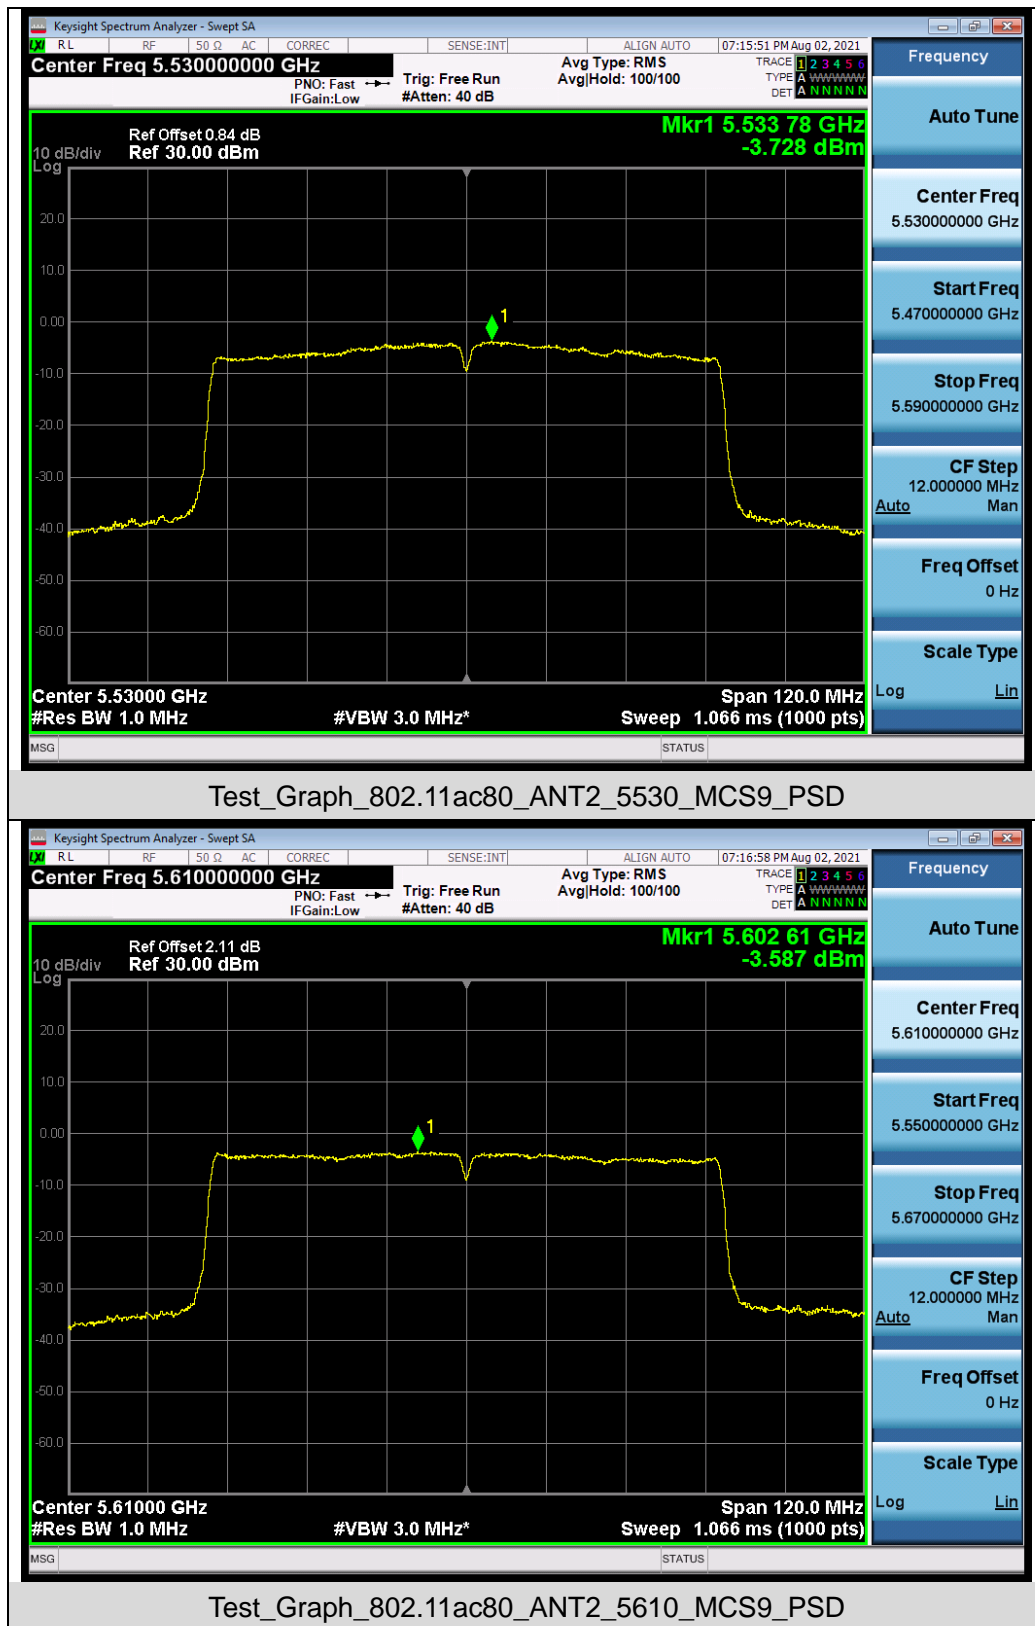 Keysight Spectrum Analyzer - Swept SA
LXI RL RF 50 Ω AC CORREC SENSE:INT ALIGN AUTO 07:15:51 PM Aug 02, 2021
Center Freq 5.530000000 GHz
PNO: Fast
IFGain:Low
Trig: Free Run
#Atten: 40 dB
Avg Type: RMS
Avg|Hold: 100/100
TRACE 1 2 3 4 5 6
TYPE A WWWWW
DET A N N N N N
Frequency
Mkr1 5.533 78 GHz
-3.728 dBm
Ref Offset 0.84 dB
10 dB/div Ref 30.00 dBm
Log
20.0
10.0
0.00
-10.0
-20.0
-30.0
-40.0
-50.0
-60.0
1
Center 5.53000 GHz Span 120.0 MHz
#Res BW 1.0 MHz #VBW 3.0 MHz* Sweep 1.066 ms (1000 pts)
Auto Tune
Center Freq
5.530000000 GHz
Start Freq
5.470000000 GHz
Stop Freq
5.590000000 GHz
CF Step
12.000000 MHz
Auto Man
Freq Offset
0 Hz
Scale Type
Log Lin
MSG STATUS
Test_Graph_802.11ac80_ANT2_5530_MCS9_PSD
Keysight Spectrum Analyzer - Swept SA
LXI RL RF 50 Ω AC CORREC SENSE:INT ALIGN AUTO 07:16:58 PM Aug 02, 2021
Center Freq 5.610000000 GHz
PNO: Fast
IFGain:Low
Trig: Free Run
#Atten: 40 dB
Avg Type: RMS
Avg|Hold: 100/100
TRACE 1 2 3 4 5 6
TYPE A WWWWW
DET A N N N N N
Frequency
Mkr1 5.602 61 GHz
-3.587 dBm
Ref Offset 2.11 dB
10 dB/div Ref 30.00 dBm
Log
20.0
10.0
0.00
-10.0
-20.0
-30.0
-40.0
-50.0
-60.0
1
Center 5.61000 GHz Span 120.0 MHz
#Res BW 1.0 MHz #VBW 3.0 MHz* Sweep 1.066 ms (1000 pts)
Auto Tune
Center Freq
5.610000000 GHz
Start Freq
5.550000000 GHz
Stop Freq
5.670000000 GHz
CF Step
12.000000 MHz
Auto Man
Freq Offset
0 Hz
Scale Type
Log Lin
MSG STATUS
Test_Graph_802.11ac80_ANT2_5610_MCS9_PSD